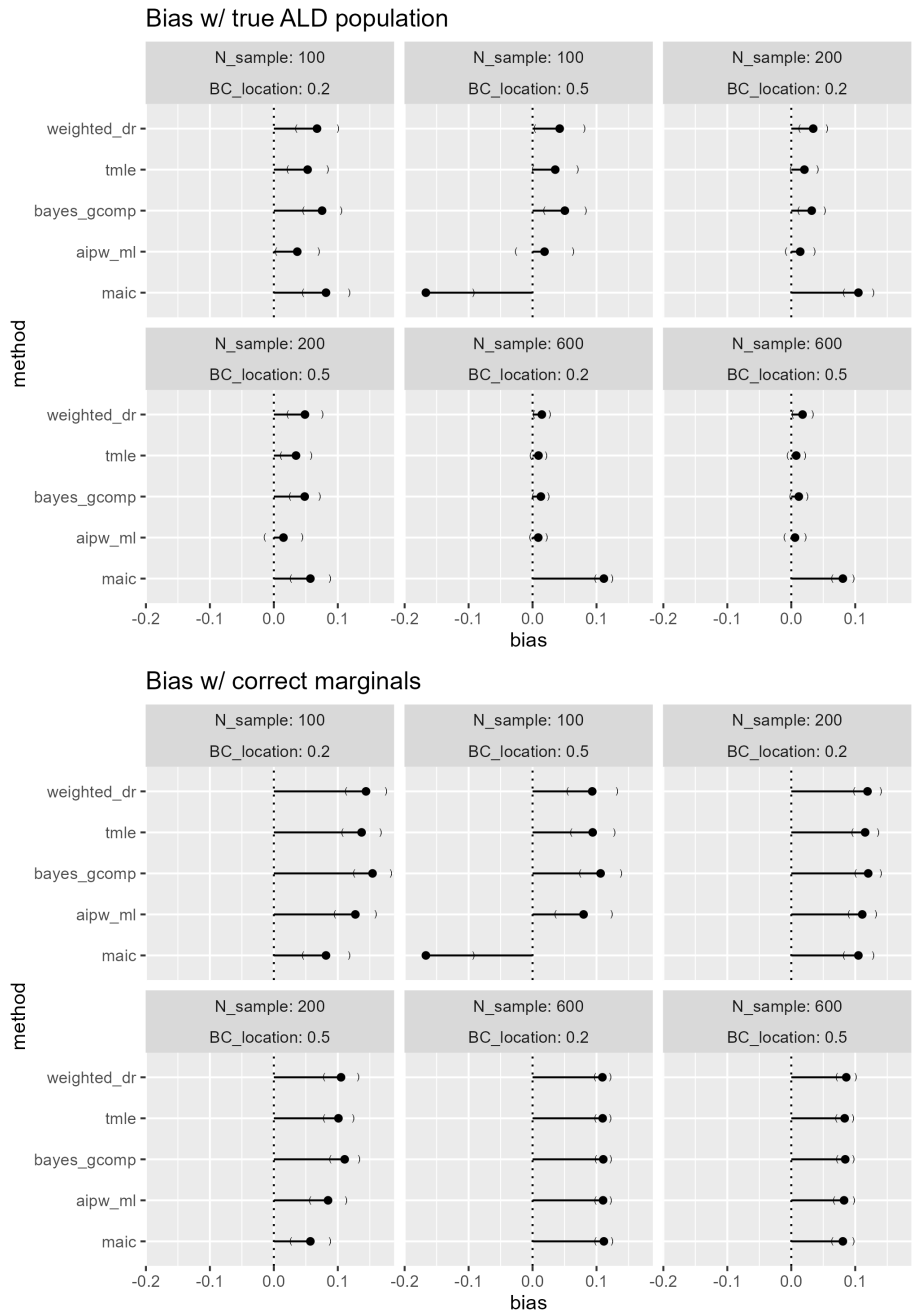 Bias w/ true ALD population
N_sample: 100
BC_location: 0.2
N_sample: 100
BC_location: 0.5
N_sample: 200
BC_location: 0.2
weighted_dr
tmle
bayes_gcomp
aipw_ml
maic
method
N_sample: 200
BC_location: 0.5
N_sample: 600
BC_location: 0.2
N_sample: 600
BC_location: 0.5
weighted_dr
tmle
bayes_gcomp
aipw_ml
maic
-0.2 -0.1 0.0 0.1 -0.2 -0.1 0.0 0.1 -0.2 -0.1 0.0 0.1
bias
Bias w/ correct marginals
N_sample: 100
BC_location: 0.2
N_sample: 100
BC_location: 0.5
N_sample: 200
BC_location: 0.2
weighted_dr
tmle
bayes_gcomp
aipw_ml
maic
method
N_sample: 200
BC_location: 0.5
N_sample: 600
BC_location: 0.2
N_sample: 600
BC_location: 0.5
weighted_dr
tmle
bayes_gcomp
aipw_ml
maic
-0.2 -0.1 0.0 0.1 -0.2 -0.1 0.0 0.1 -0.2 -0.1 0.0 0.1
bias